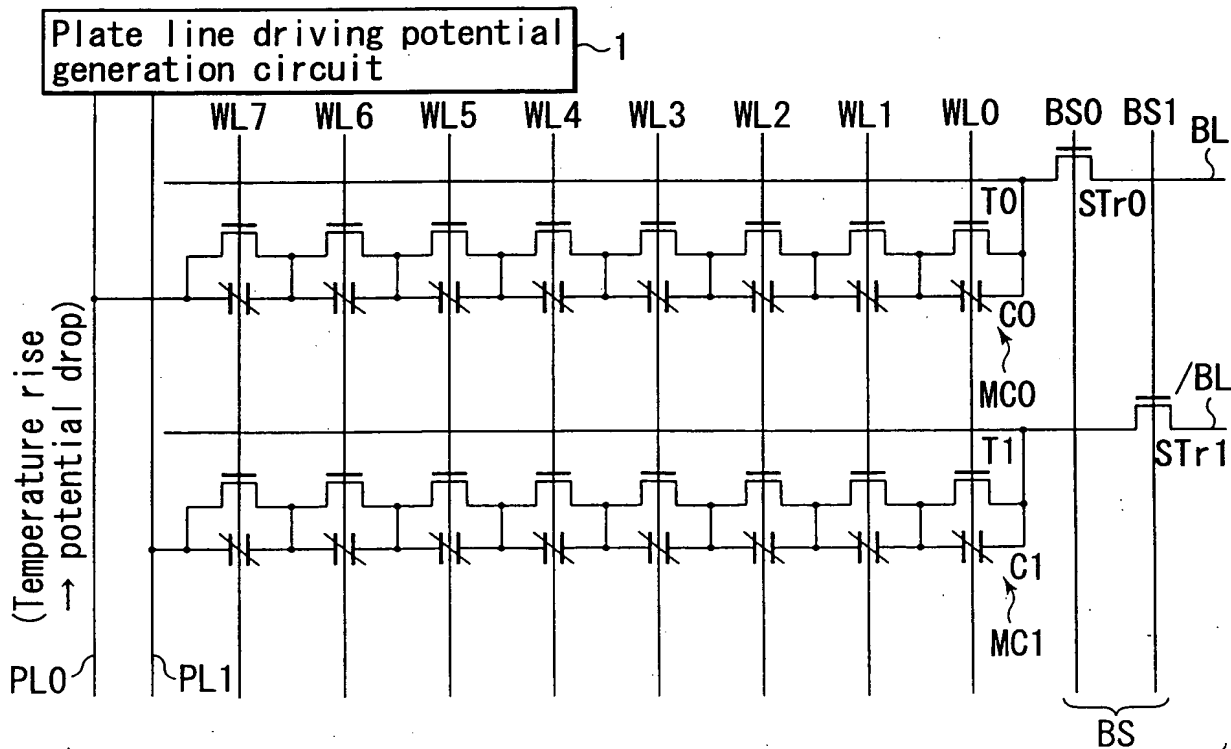 Plate line driving potential
generation circuit
1
WL7 WL6 WL5 WL4 WL3 WL2 WL1 WL0 BS0 BS1
BL
T0
STr0
C0
MC0
/BL
T1
STr1
C1
MC1
(Temperature rise
→ potential drop)
PL0
PL1
BS